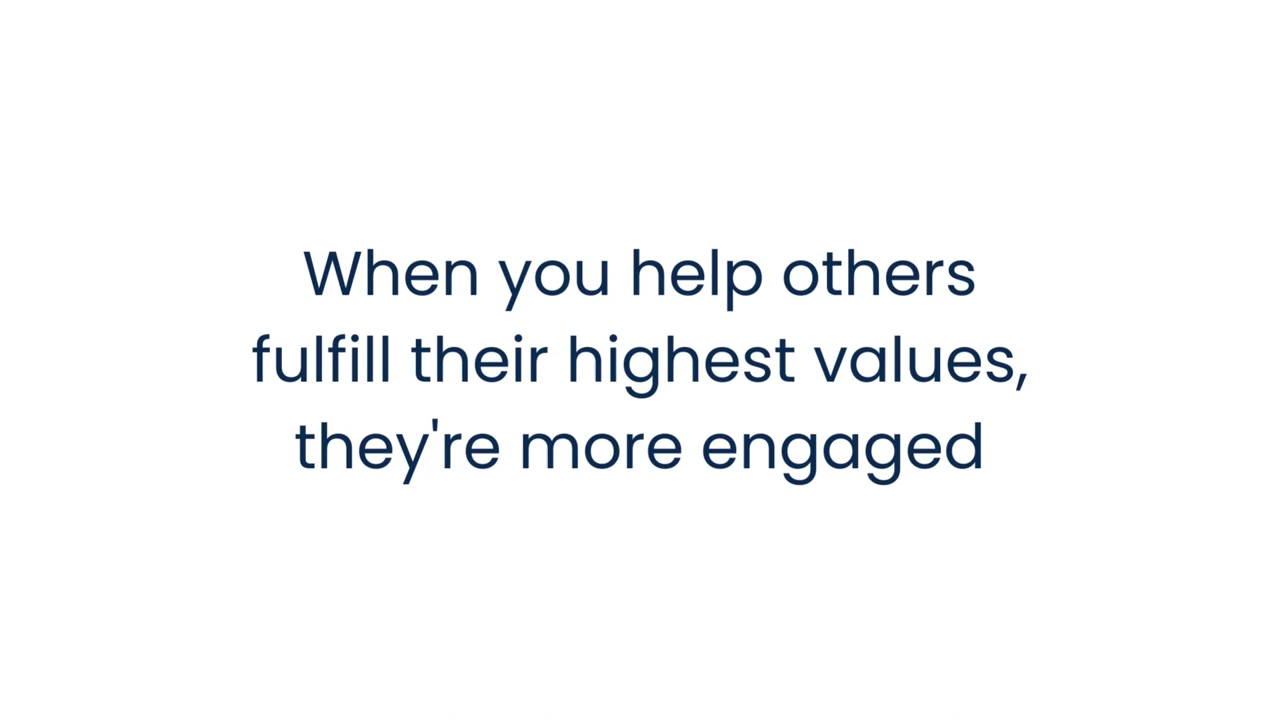 When you help others
fulfill their highest values,
they're more engaged